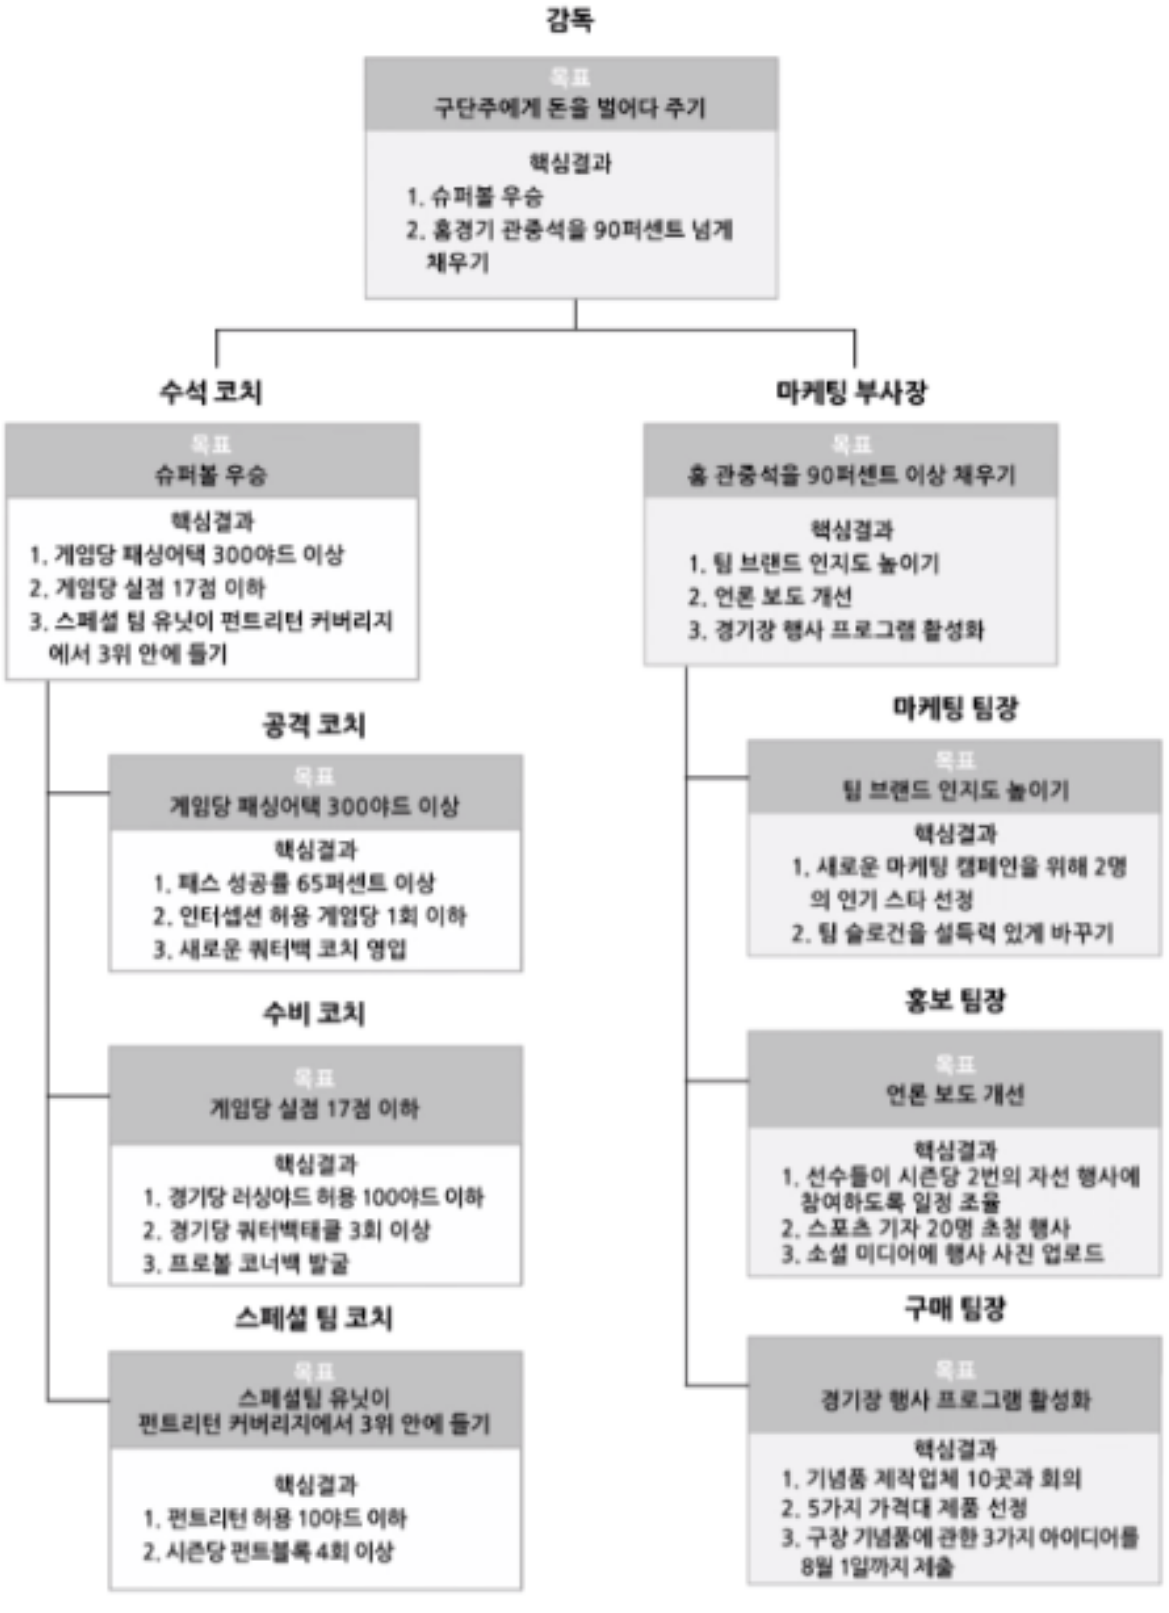 감독
목표
구단주에게 돈을 벌어다 주기
핵심결과
1. 슈퍼볼 우승
2. 홈경기 관중석을 90퍼센트 넘게
채우기
수석 코치
목표
슈퍼볼 우승
핵심결과
1. 게임당 패싱어택 300야드 이상
2. 게임당 실점 17점 이하
3. 스페셜 팀 유닛이 펀트리턴 커버리지
에서 3위 안에 들기
공격 코치
목표
게임당 패싱어택 300야드 이상
핵심결과
1. 패스 성공률 65퍼센트 이상
2. 인터셉션 허용 게임당 1회 이하
3. 새로운 쿼터백 코치 영입
수비 코치
목표
게임당 실점 17점 이하
핵심결과
1. 경기당 러싱야드 허용 100야드 이하
2. 경기당 쿼터백태클 3회 이상
3. 프로볼 코너백 발굴
스페셜 팀 코치
목표
스페셜팀 유닛이
펀트리턴 커버리지에서 3위 안에 들기
핵심결과
1. 펀트리턴 허용 10야드 이하
2. 시즌당 펀트블록 4회 이상
마케팅 부사장
목표
홈 관중석을 90퍼센트 이상 채우기
핵심결과
1. 팀 브랜드 인지도 높이기
2. 언론 보도 개선
3. 경기장 행사 프로그램 활성화
마케팅 팀장
목표
팀 브랜드 인지도 높이기
핵심결과
1. 새로운 마케팅 캠페인을 위해 2명
의 인기 스타 선정
2. 팀 슬로건을 설득력 있게 바꾸기
홍보 팀장
목표
언론 보도 개선
핵심결과
1. 선수들이 시즌당 2번의 자선 행사에
참여하도록 일정 조율
2. 스포츠 기자 20명 초청 행사
3. 소셜 미디어에 행사 사진 업로드
구매 팀장
목표
경기장 행사 프로그램 활성화
핵심결과
1. 기념품 제작업체 10곳과 회의
2. 5가지 가격대 제품 선정
3. 구장 기념품에 관한 3가지 아이디어를
8월 1일까지 제출